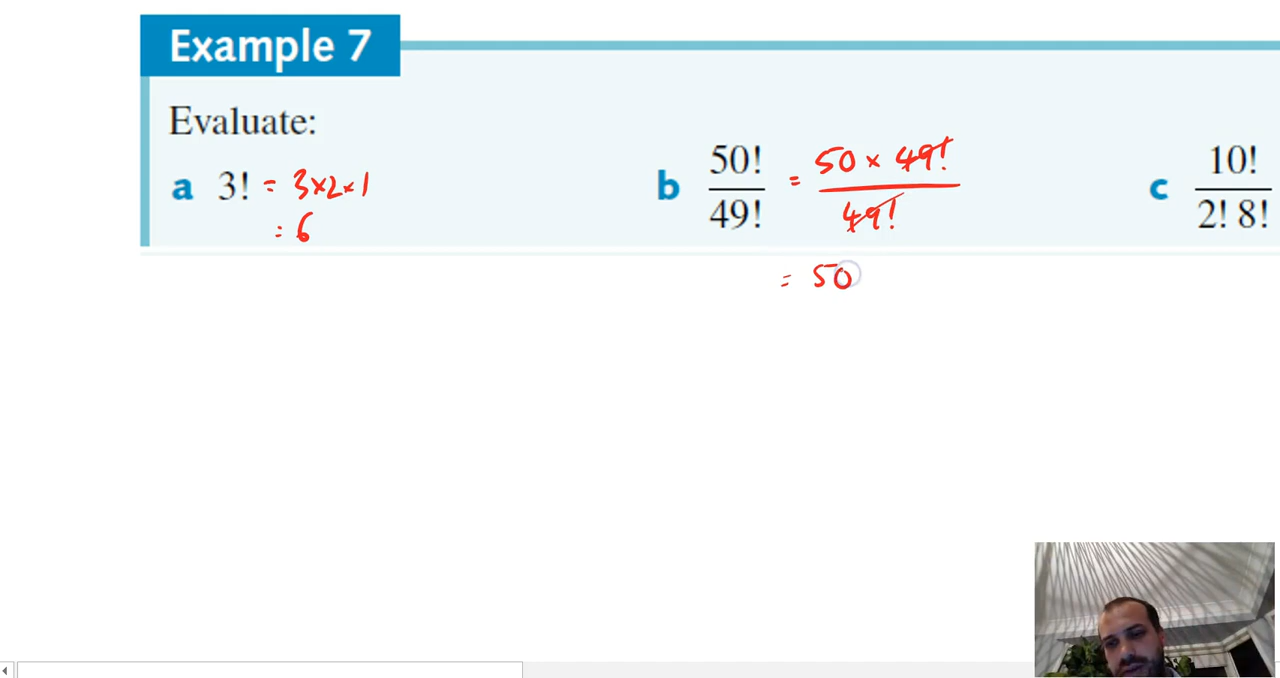 Example 7
Evaluate:
a 3! = 3×2×1
= 6
b 50!/49! = 50 × 49!/49!
= 50
c 10!/2! 8!